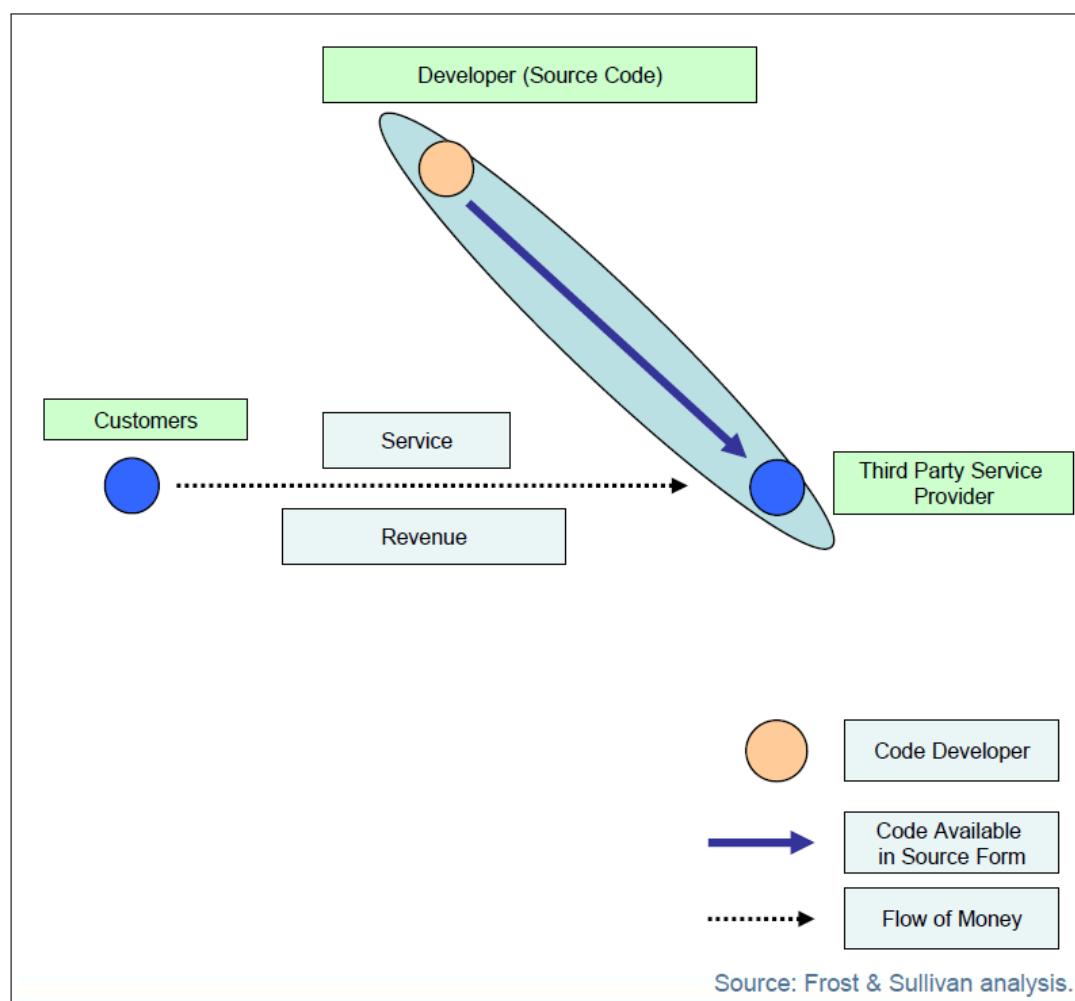 Developer (Source Code)
Customers
Service
Third Party Service
Provider
Revenue
Code Developer
Code Available
in Source Form
Flow of Money
Source: Frost & Sullivan analysis.